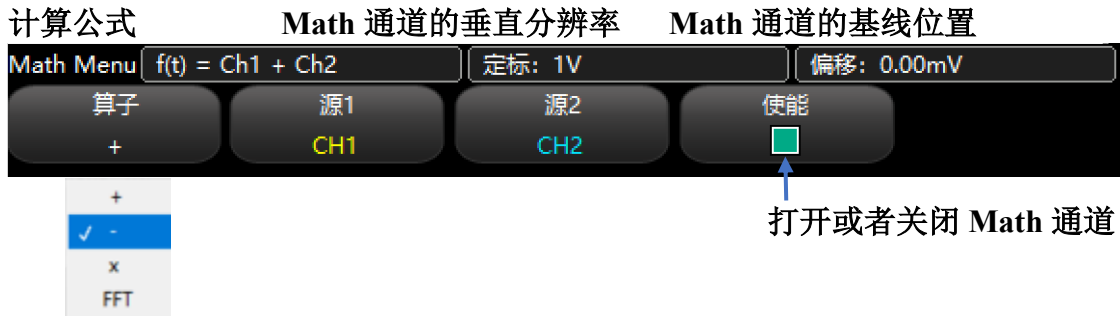 计算公式 Math 通道的垂直分辨率 Math 通道的基线位置
Math Menu f(t) = Ch1 + Ch2 定标：1V 偏移：0.00mV
算子 源1 源2 使能
+ CH1 CH2
+
✓ -
x
FFT
打开或者关闭 Math 通道